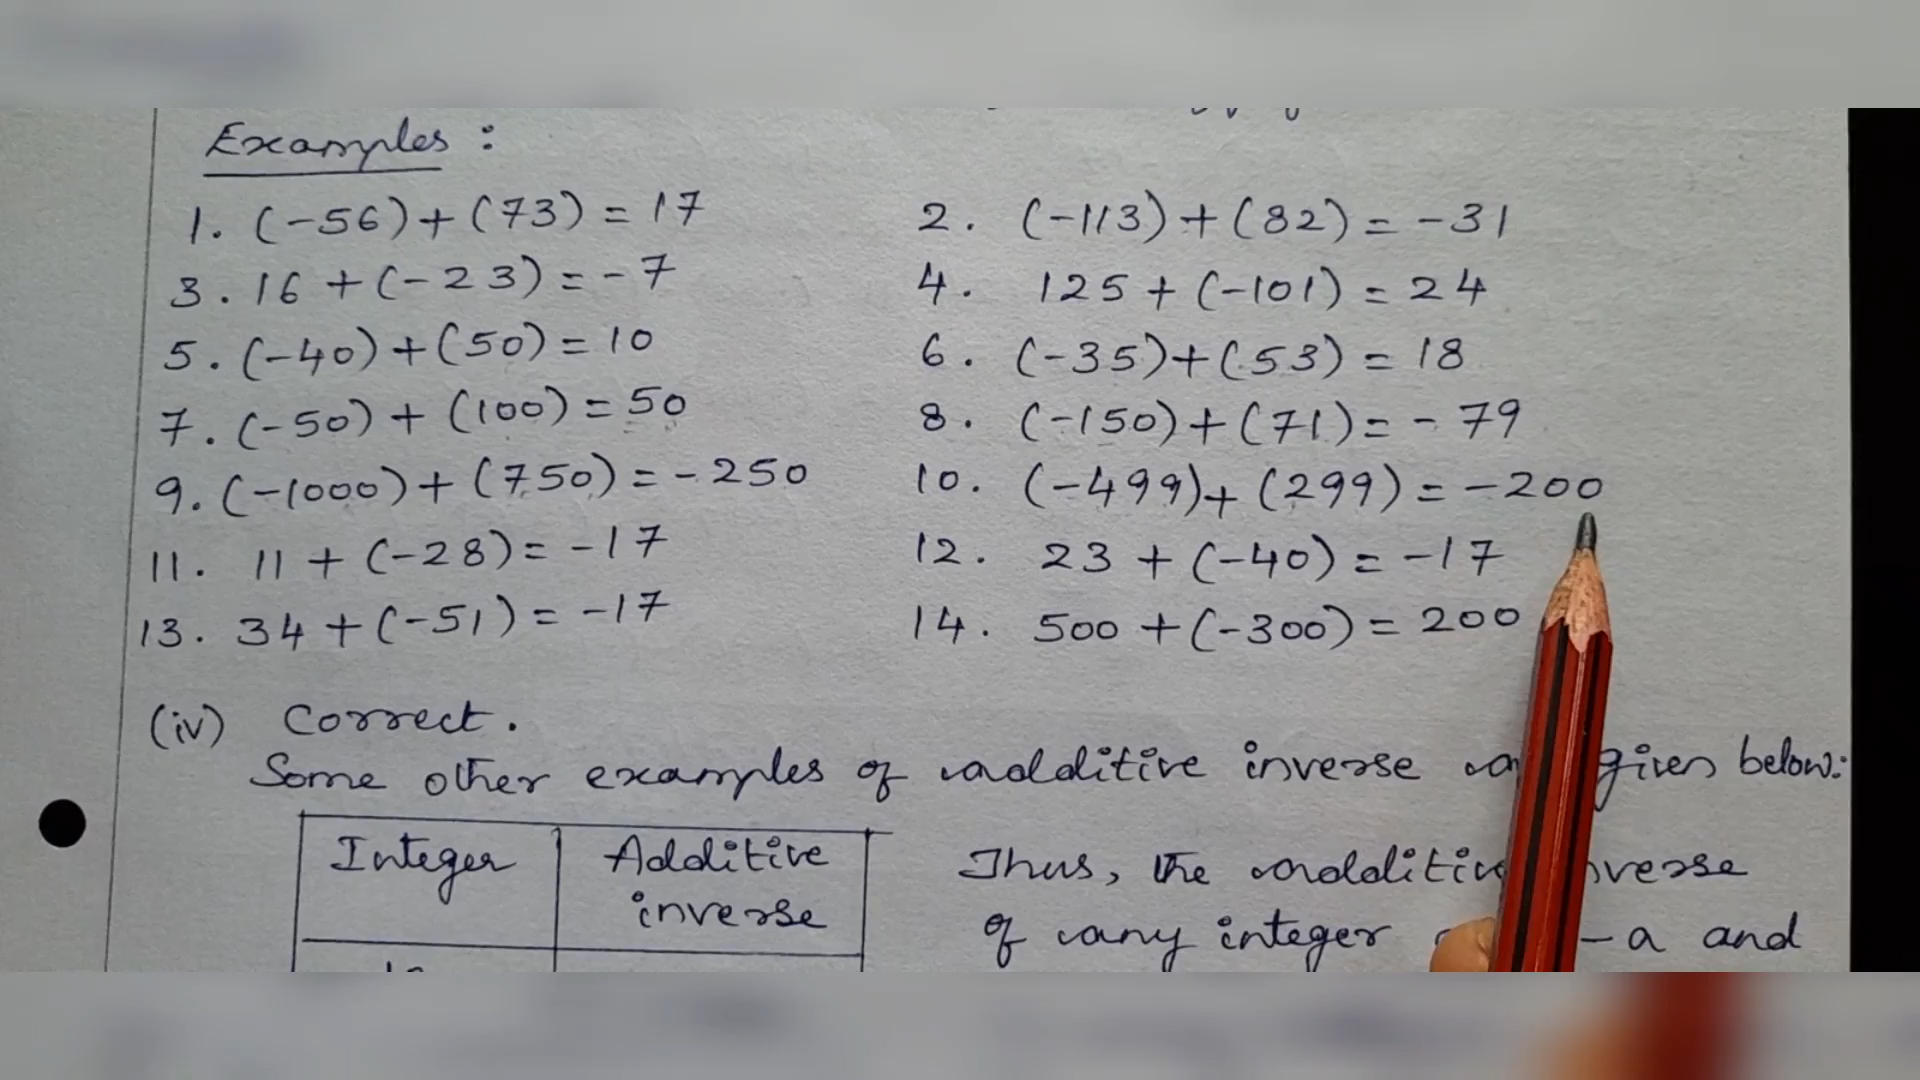 Examples :
1. (-56)+(73) = 17
2. (-113)+(82) = -31
3. 16 +(-23) = -7
4. 125 + (-101) = 24
5. (-40)+(50) = 10
6. (-35)+(53) = 18
7. (-50) + (100) = 50
8. (-150)+(71) = -79
9. (-1000)+(750) = -250
10. (-499)+(299) = -200
11. 11 + (-28) = -17
12. 23 + (-40) = -17
13. 34 +(-51) = -17
14. 500 +(-300) = 200
(iv) Correct.
Some other examples of additive inverse given below:
Integer
Additive inverse
Thus, the additive inverse
of any integer -a and